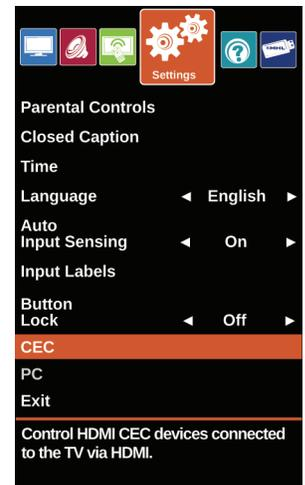 Settings
Parental Controls
Closed Caption
Time
Language ◄ English ►
Auto
Input Sensing ◄ On ►
Input Labels
Button
Lock ◄ Off ►
CEC
PC
Exit
Control HDMI CEC devices connected
to the TV via HDMI.